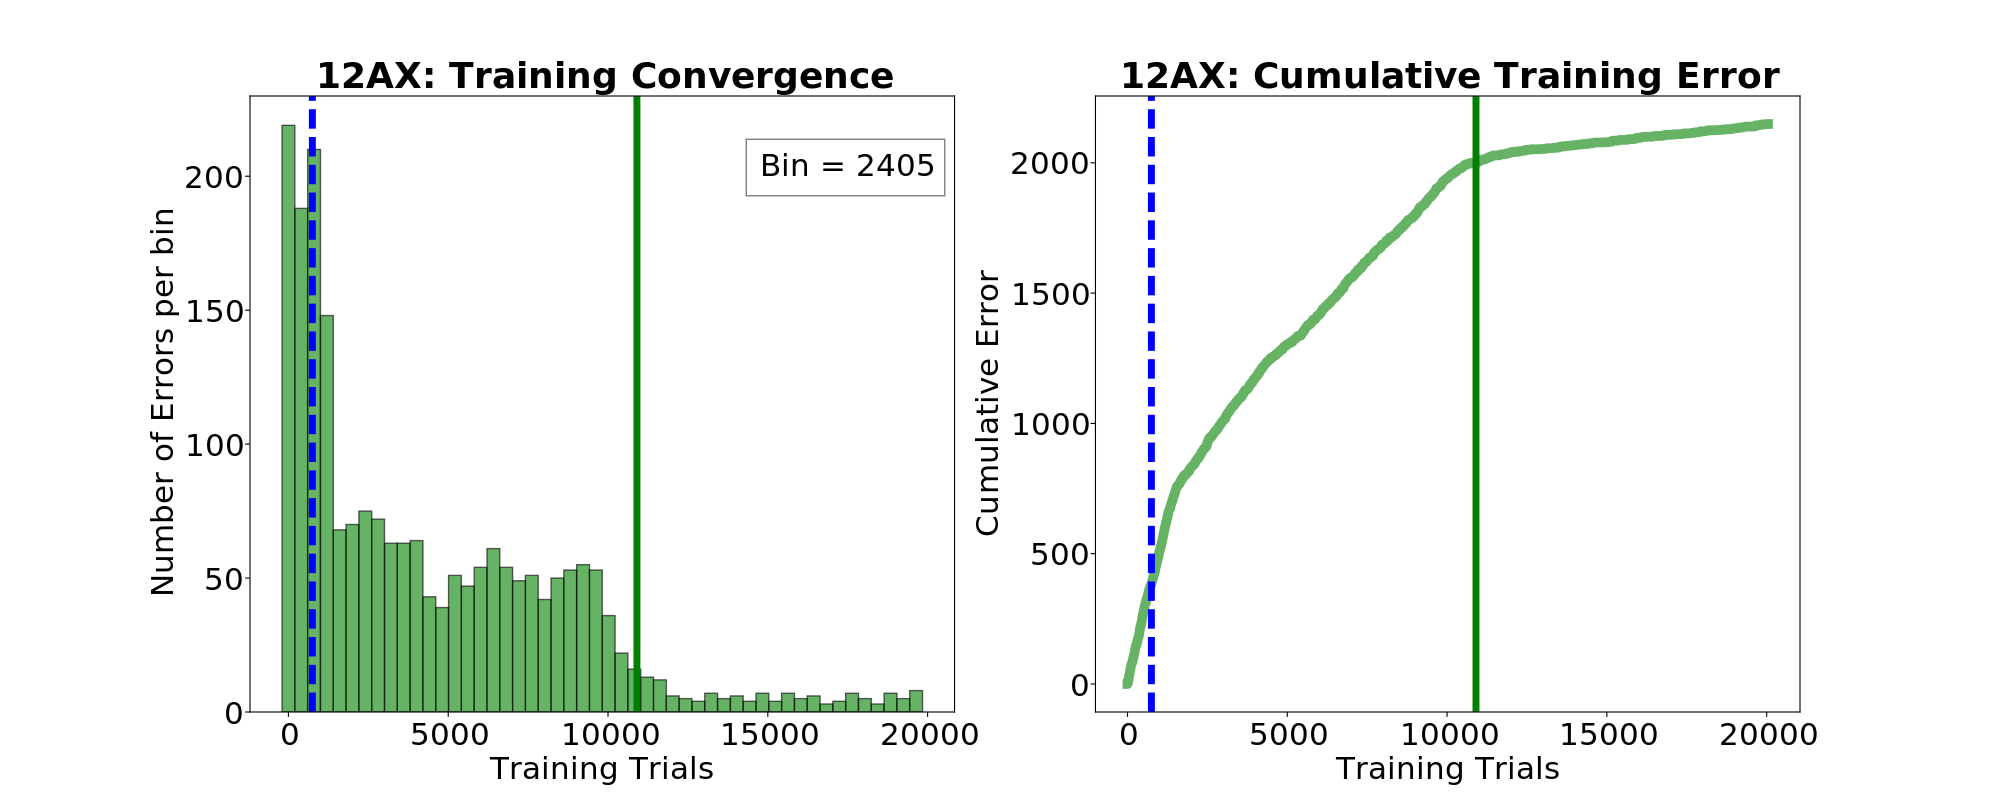 12AX: Training Convergence
Number of Errors per bin
200
150
100
50
0
Bin = 2405
0 5000 10000 15000 20000
Training Trials
12AX: Cumulative Training Error
Cumulative Error
2000
1500
1000
500
0
0 5000 10000 15000 20000
Training Trials